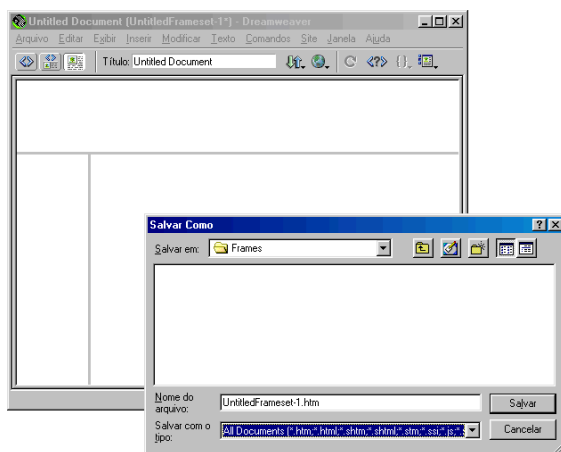 Untitled Document (UntitledFrameset-1*) - Dreamweaver
Arquivo Editar Exibir Inserir Modificar Texto Comandos Site Janela Ajuda
Título: Untitled Document
Salvar Como
Salvar em: Frames
Nome do arquivo: UntitledFrameset-1.htm Salvar
Salvar com o tipo: All Documents (*.htm;*.html;*.shtm;*.shtml;*.stm;*.ssi;*.js;*. Cancelar